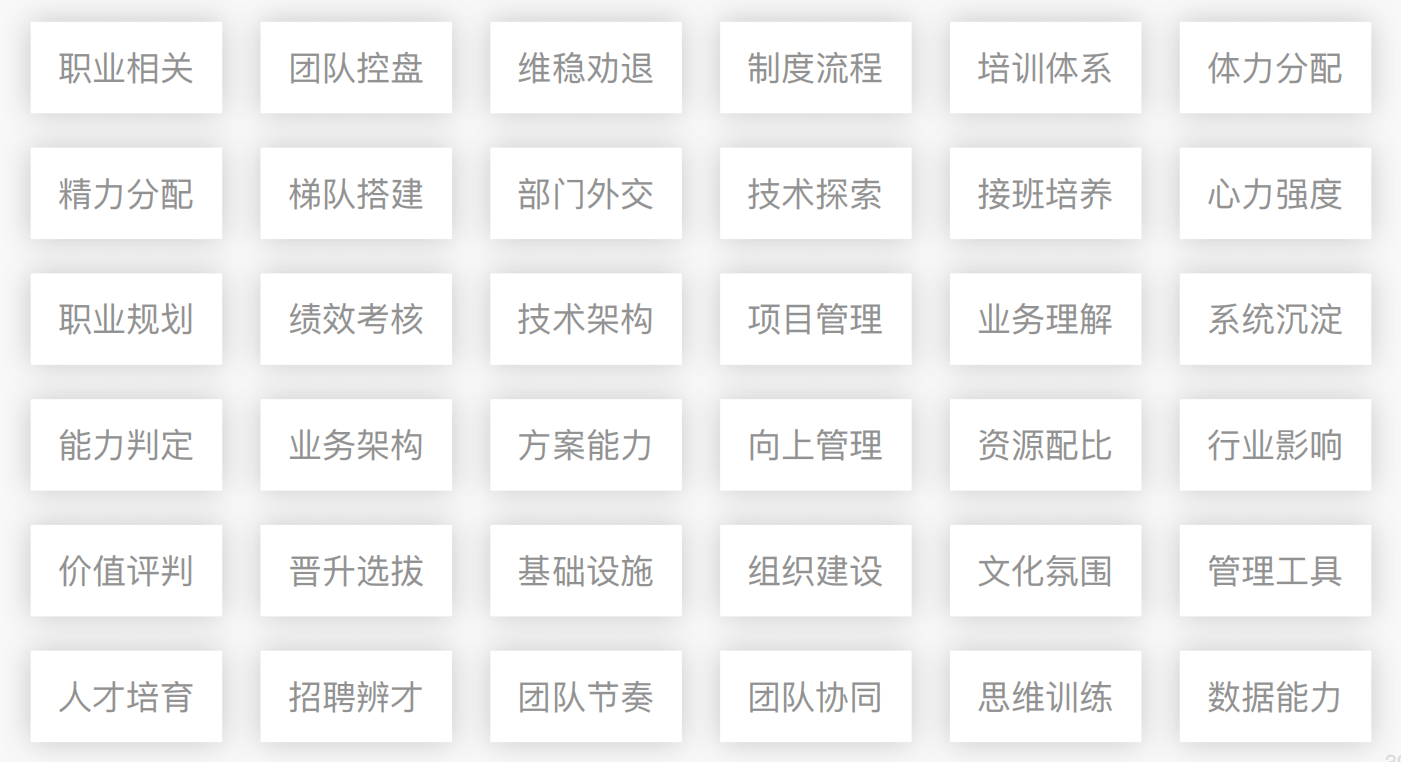 职业相关 团队控盘 维稳劝退 制度流程 培训体系 体力分配
精力分配 梯队搭建 部门外交 技术探索 接班培养 心力强度
职业规划 绩效考核 技术架构 项目管理 业务理解 系统沉淀
能力判定 业务架构 方案能力 向上管理 资源配比 行业影响
价值评判 晋升选拔 基础设施 组织建设 文化氛围 管理工具
人才培育 招聘辨才 团队节奏 团队协同 思维训练 数据能力